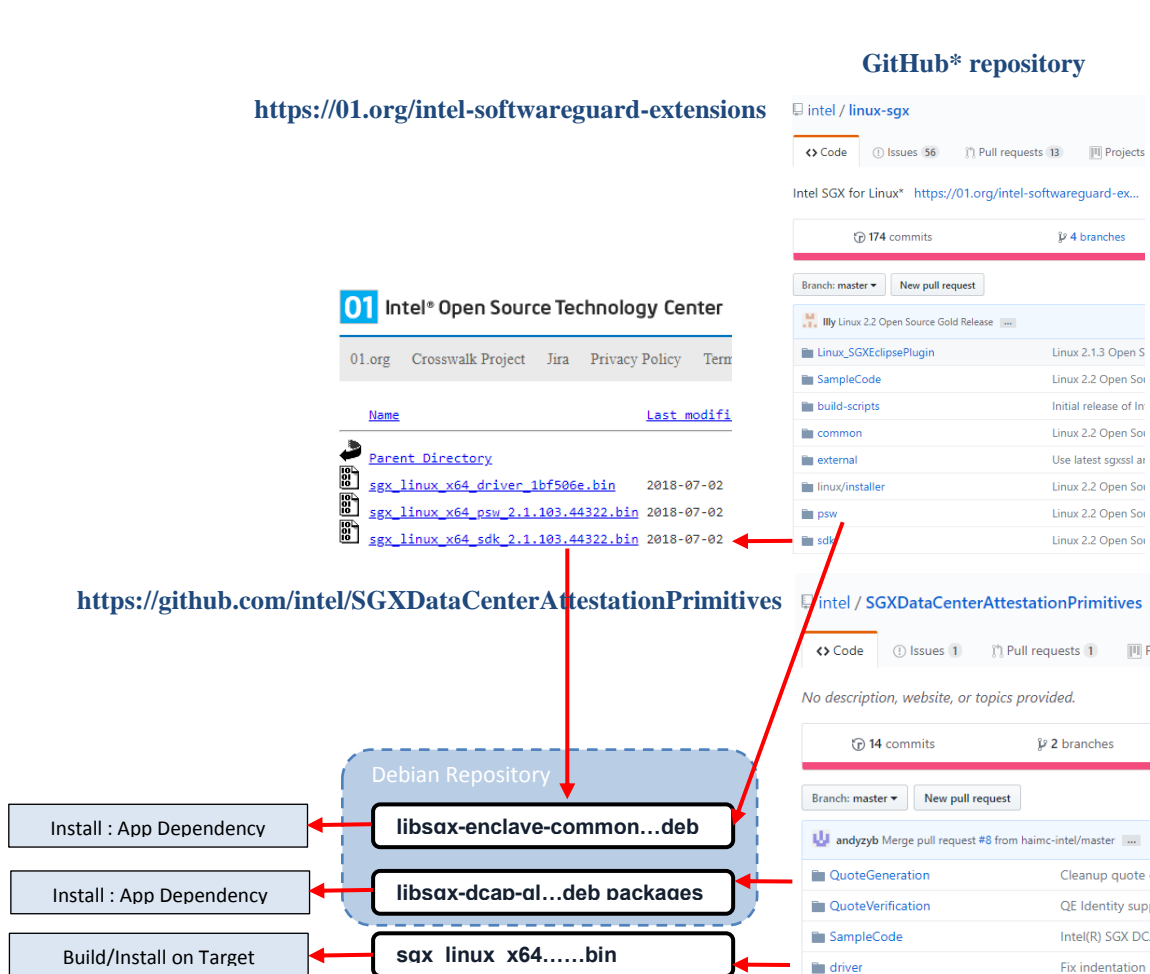 GitHub* repository
https://01.org/intel-softwareguard-extensions
intel / linux-sgx
Code Issues 56 Pull requests 13 Projects
Intel SGX for Linux* https://01.org/intel-softwareguard-ex...
174 commits 4 branches
Branch: master New pull request
llly Linux 2.2 Open Source Gold Release ...
Linux_SGXEclipsePlugin Linux 2.1.3 Open S
SampleCode Linux 2.2 Open Sou
build-scripts Initial release of In
common Linux 2.2 Open Sou
external Use latest sgxssl an
linux/installer Linux 2.2 Open Sou
psw Linux 2.2 Open Sou
sdk Linux 2.2 Open Sou
01 Intel® Open Source Technology Center
01.org Crosswalk Project Jira Privacy Policy Term
Name Last modifi
Parent Directory
sgx_linux_x64_driver_1bf506e.bin 2018-07-02
sgx_linux_x64_psw_2.1.103.44322.bin 2018-07-02
sgx_linux_x64_sdk_2.1.103.44322.bin 2018-07-02
https://github.com/intel/SGXDataCenterAttestationPrimitives
intel / SGXDataCenterAttestationPrimitives
Code Issues 1 Pull requests 1 P
No description, website, or topics provided.
14 commits 2 branches
Branch: master New pull request
andyzyb Merge pull request #8 from haimc-intel/master ...
QuoteGeneration Cleanup quote
QuoteVerification QE Identity sup
SampleCode Intel(R) SGX DC
driver Fix indentation
Debian Repository
libsgx-enclave-common...deb
Install : App Dependency
libsgx-dcap-ql...deb packages
Install : App Dependency
sgx_linux_x64......bin
Build/Install on Target